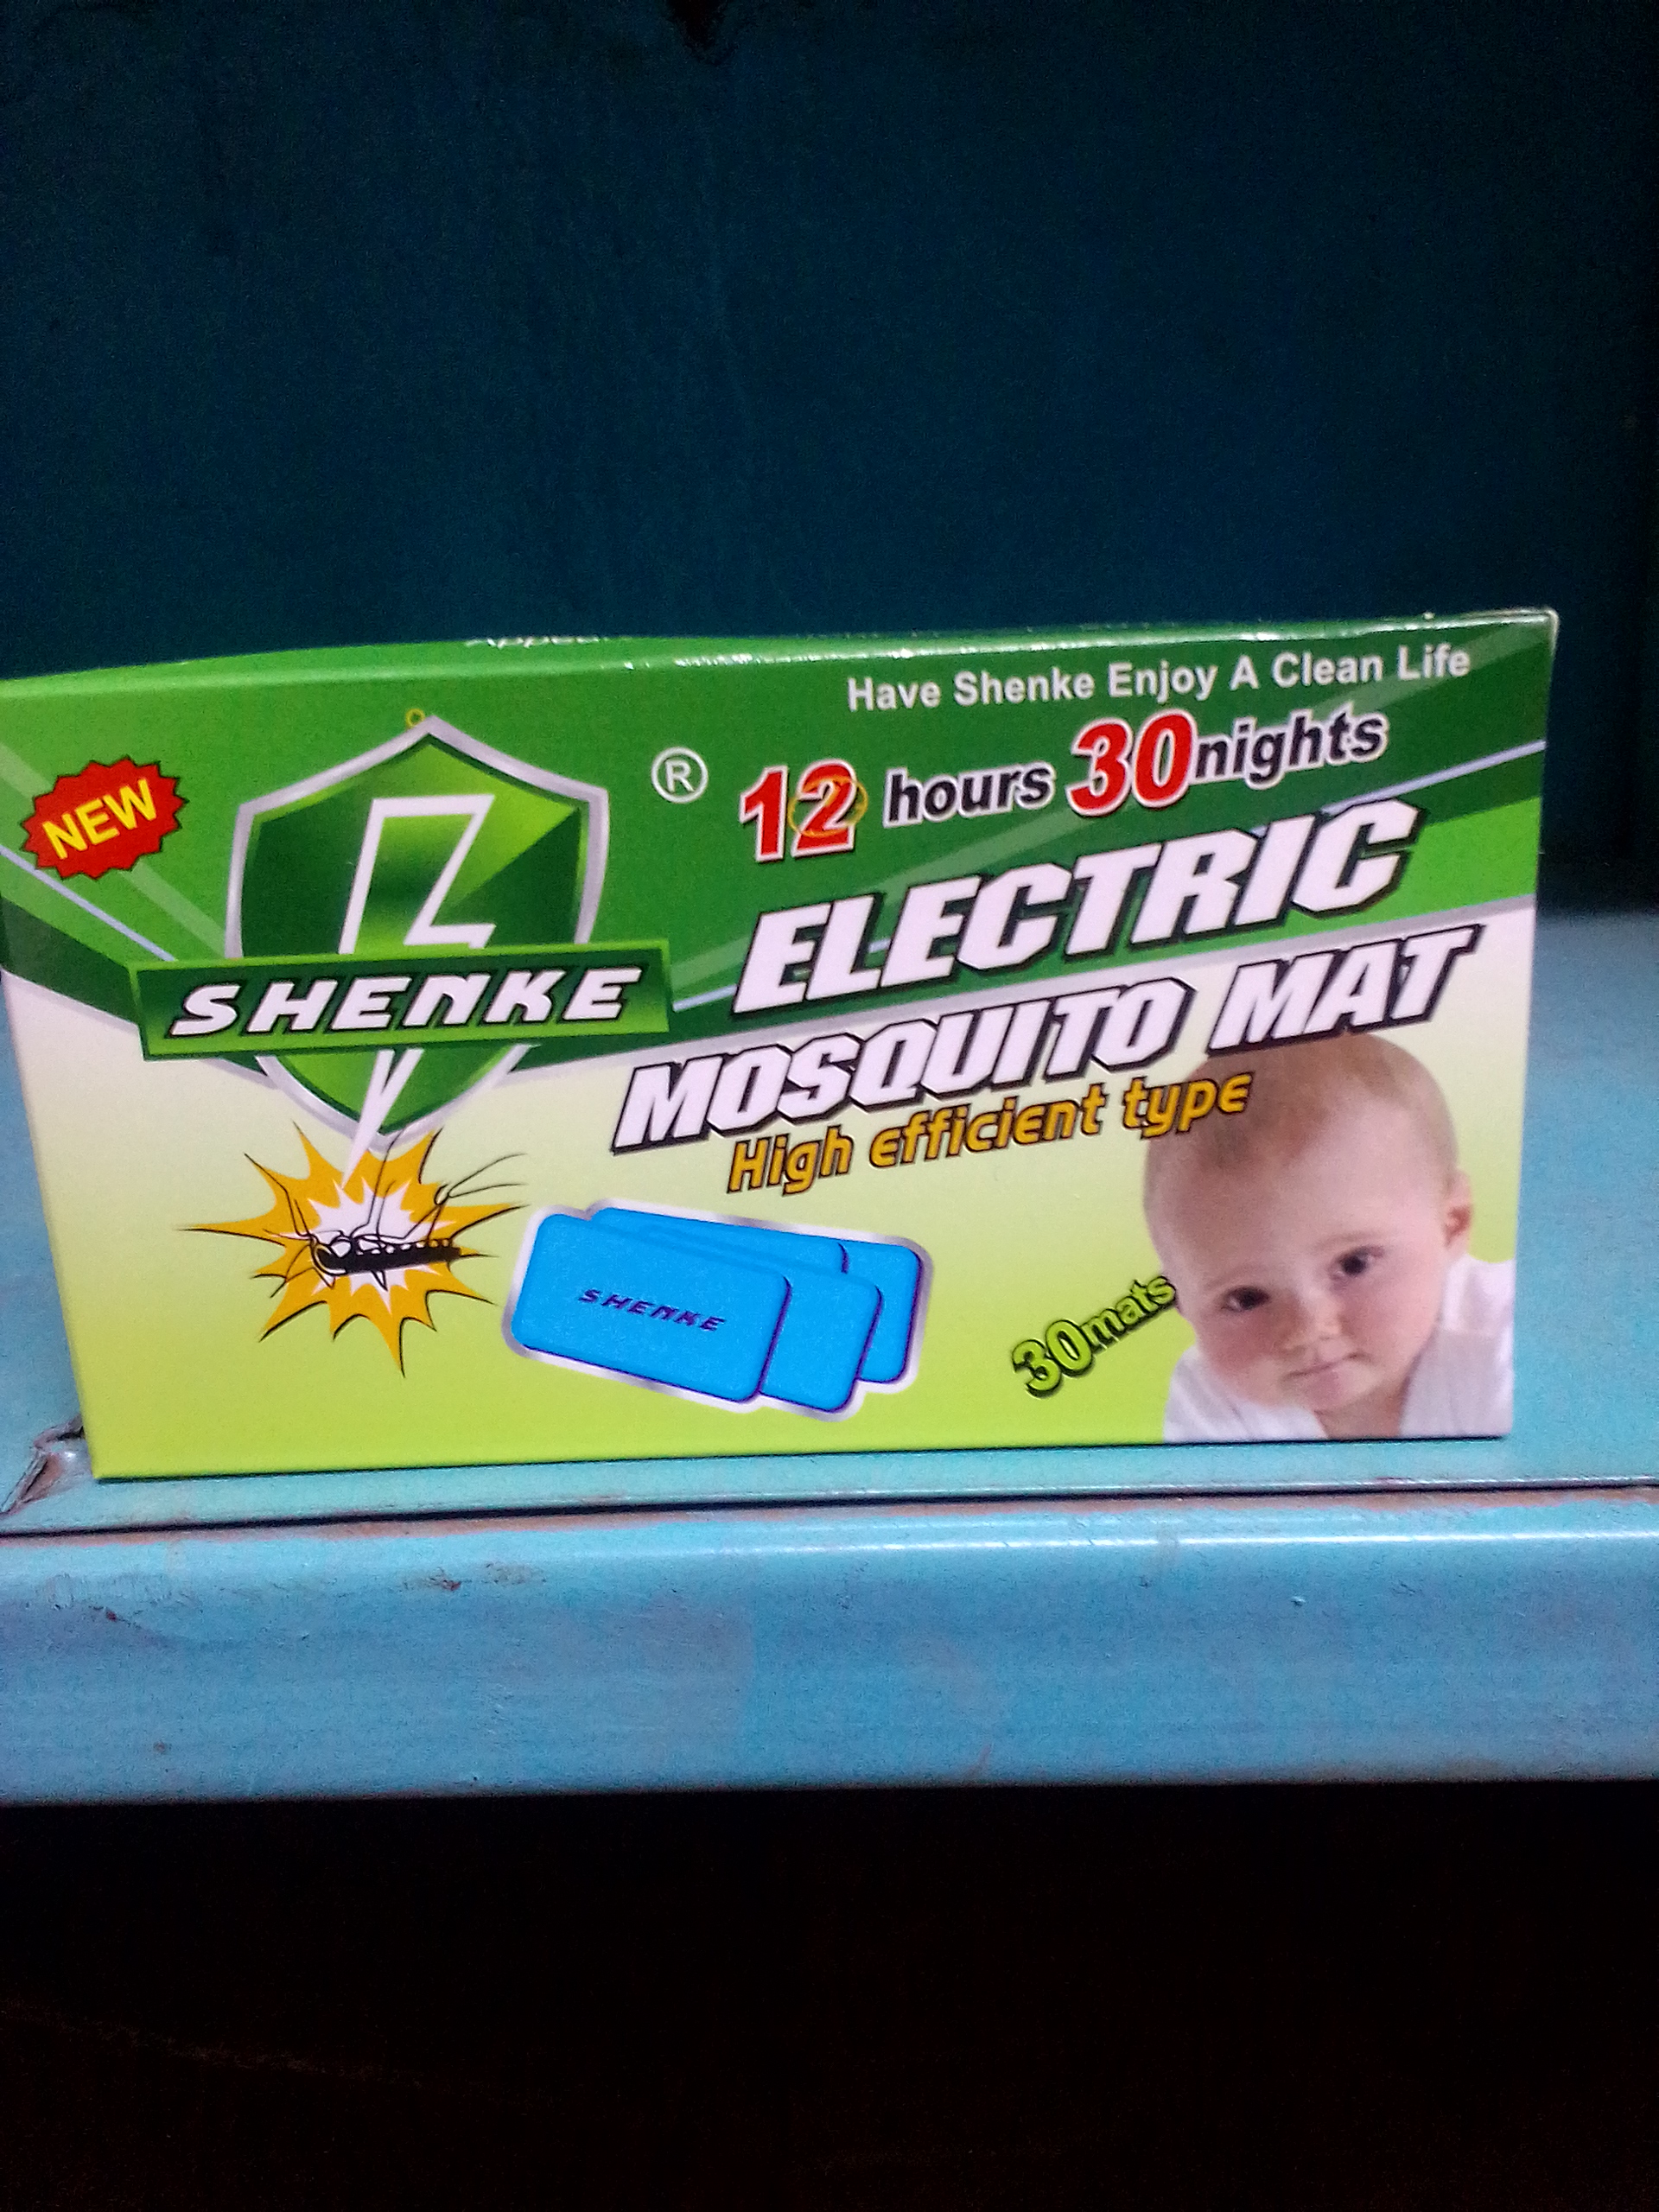 Have Shenke Enjoy A Clean Life
NEW
®
12 hours 30nights
SHENKE
ELECTRIC
MOSQUITO MAT
High efficient type
SHENKE
30mats